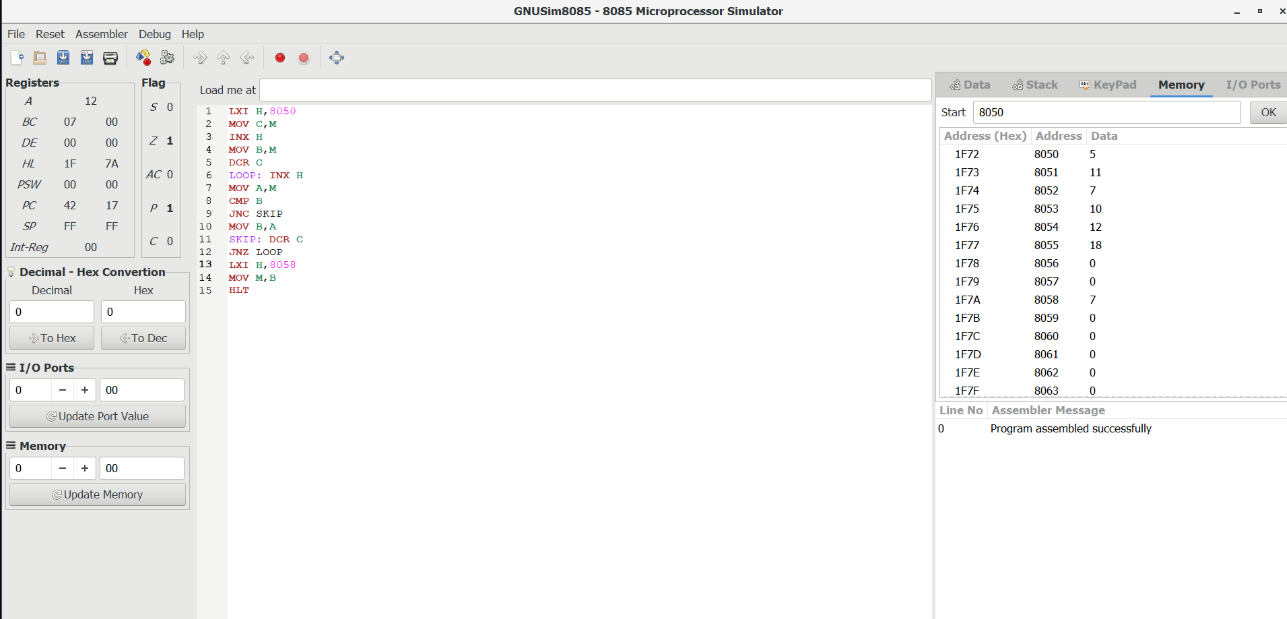 GNUSim8085 - 8085 Microprocessor Simulator
File Reset Assembler Debug Help
Registers
A 12
BC 07 00
DE 00 00
HL 1F 7A
PSW 00 00
PC 42 17
SP FF FF
Int-Reg 00
Flag
S 0
Z 1
AC 0
P 1
C 0
Decimal - Hex Convertion
Decimal Hex
0 0
To Hex To Dec
I/O Ports
0 − + 00
Update Port Value
Memory
0 − + 00
Update Memory
Load me at
1 LXI H,8050
2 MOV C,M
3 INX H
4 MOV B,M
5 DCR C
6 LOOP: INX H
7 MOV A,M
8 CMP B
9 JNC SKIP
10 MOV B,A
11 SKIP: DCR C
12 JNZ LOOP
13 LXI H,8058
14 MOV M,B
15 HLT
Data Stack KeyPad Memory I/O Ports
Start 8050 OK
Address (Hex) Address Data
1F72 8050 5
1F73 8051 11
1F74 8052 7
1F75 8053 10
1F76 8054 12
1F77 8055 18
1F78 8056 0
1F79 8057 0
1F7A 8058 7
1F7B 8059 0
1F7C 8060 0
1F7D 8061 0
1F7E 8062 0
1F7F 8063 0
Line No Assembler Message
0 Program assembled successfully